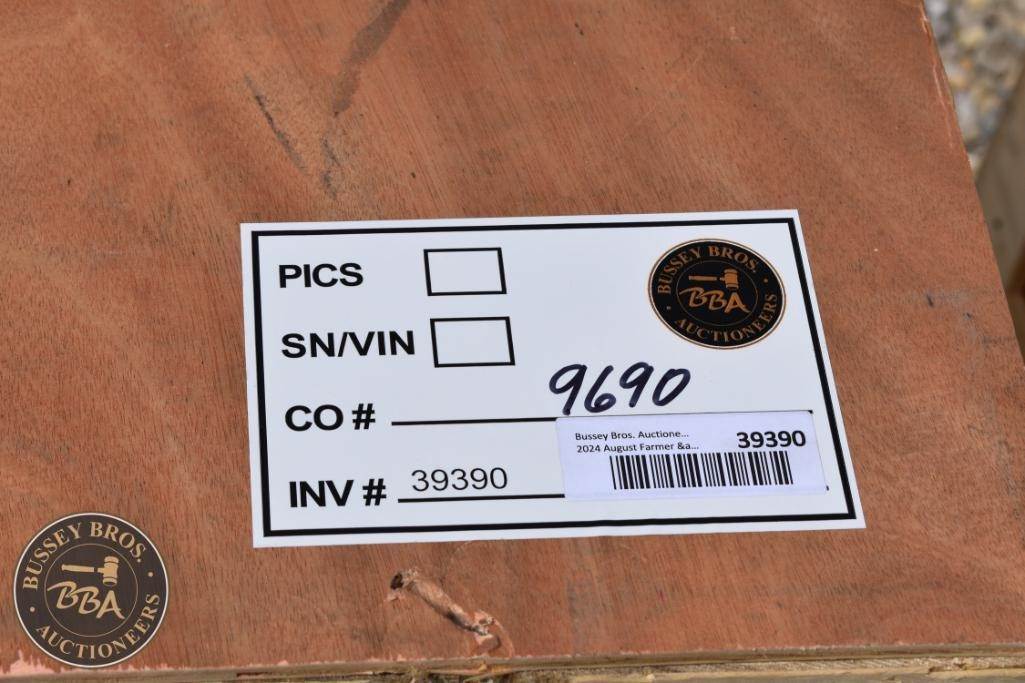 PICS
BUSSEY BROS.
BBA
AUCTIONEERS
SN/VIN
9690
CO #
Bussey Bros. Auctione...
39390
2024 August Farmer &a...
INV # 39390
BUSSEY BROS.
BBA
AUCTIONEERS